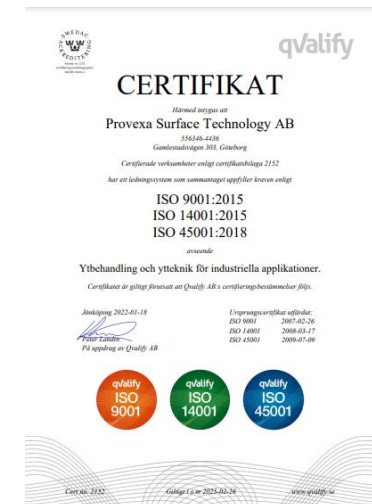 SWEDAC
ACKREDITERING
qvalify
CERTIFIKAT
Härmed intygas att
Provexa Surface Technology AB
556346-4436
Gamlestadsvägen 303, Göteborg
Certifierade verksamheter enligt certifikatsbilaga 2152
har ett ledningssystem som sammantaget uppfyller kraven enligt
ISO 9001:2015
ISO 14001:2015
ISO 45001:2018
avseende
Ytbehandling och ytteknik för industriella applikationer.
Certifikatet är giltigt förutsatt att Qvalify AB:s certifieringsbestämmelser följs.
Jönköping 2022-01-18
Peter Landin
På uppdrag av Qvalify AB
Ursprungscertifikat utfärdat:
ISO 9001 2007-02-26
ISO 14001 2008-03-17
ISO 45001 2009-07-09
qvalify
ISO
9001
qvalify
ISO
14001
qvalify
ISO
45001
Cert no. 2152
Giltigt t o m 2025-02-26
www.qvalify.se